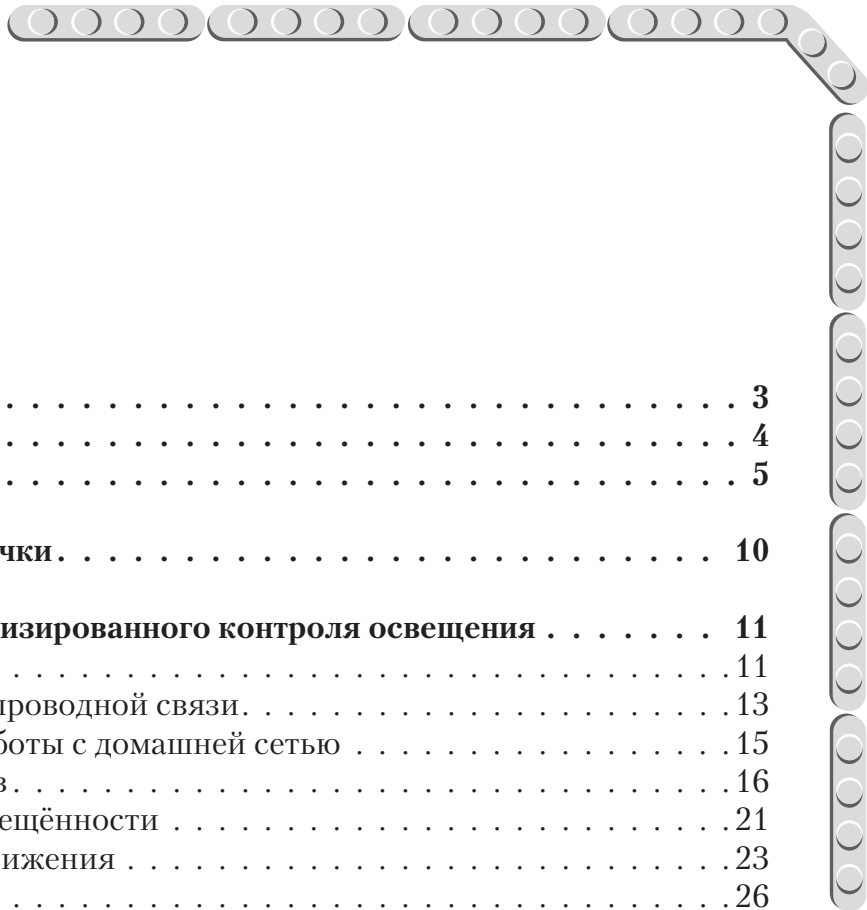 . . . . . . . . . . . . . . . . . . . . . . . . . . . . . 3
. . . . . . . . . . . . . . . . . . . . . . . . . . . . . 4
. . . . . . . . . . . . . . . . . . . . . . . . . . . . . 5
чки . . . . . . . . . . . . . . . . . . . . . . . . . . 10
изированного контроля освещения . . . . . . . 11
. . . . . . . . . . . . . . . . . . . . . . . . . . . . . 11
проводной связи. . . . . . . . . . . . . . . . . . . . 13
боты с домашней сетью . . . . . . . . . . . . . . . 15
з . . . . . . . . . . . . . . . . . . . . . . . . . . . . 16
ещённости . . . . . . . . . . . . . . . . . . . . . . 21
вижения . . . . . . . . . . . . . . . . . . . . . . . . 23
. . . . . . . . . . . . . . . . . . . . . . . . . . . . . 26